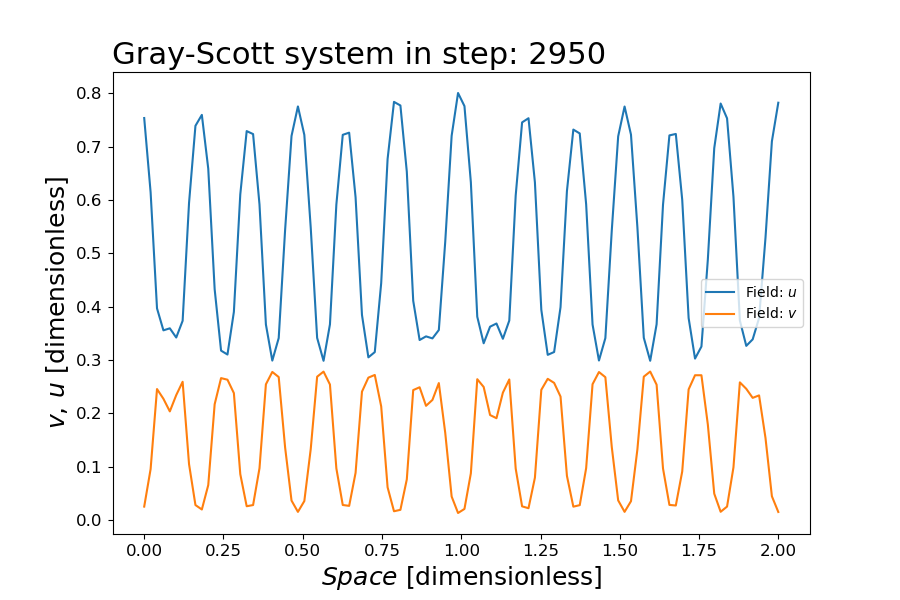 Gray-Scott system in step: 2950
0.8
0.7
0.6
0.5
0.4
0.3
0.2
0.1
0.0
v, u [dimensionless]
Field: u
Field: v
0.00 0.25 0.50 0.75 1.00 1.25 1.50 1.75 2.00
Space [dimensionless]